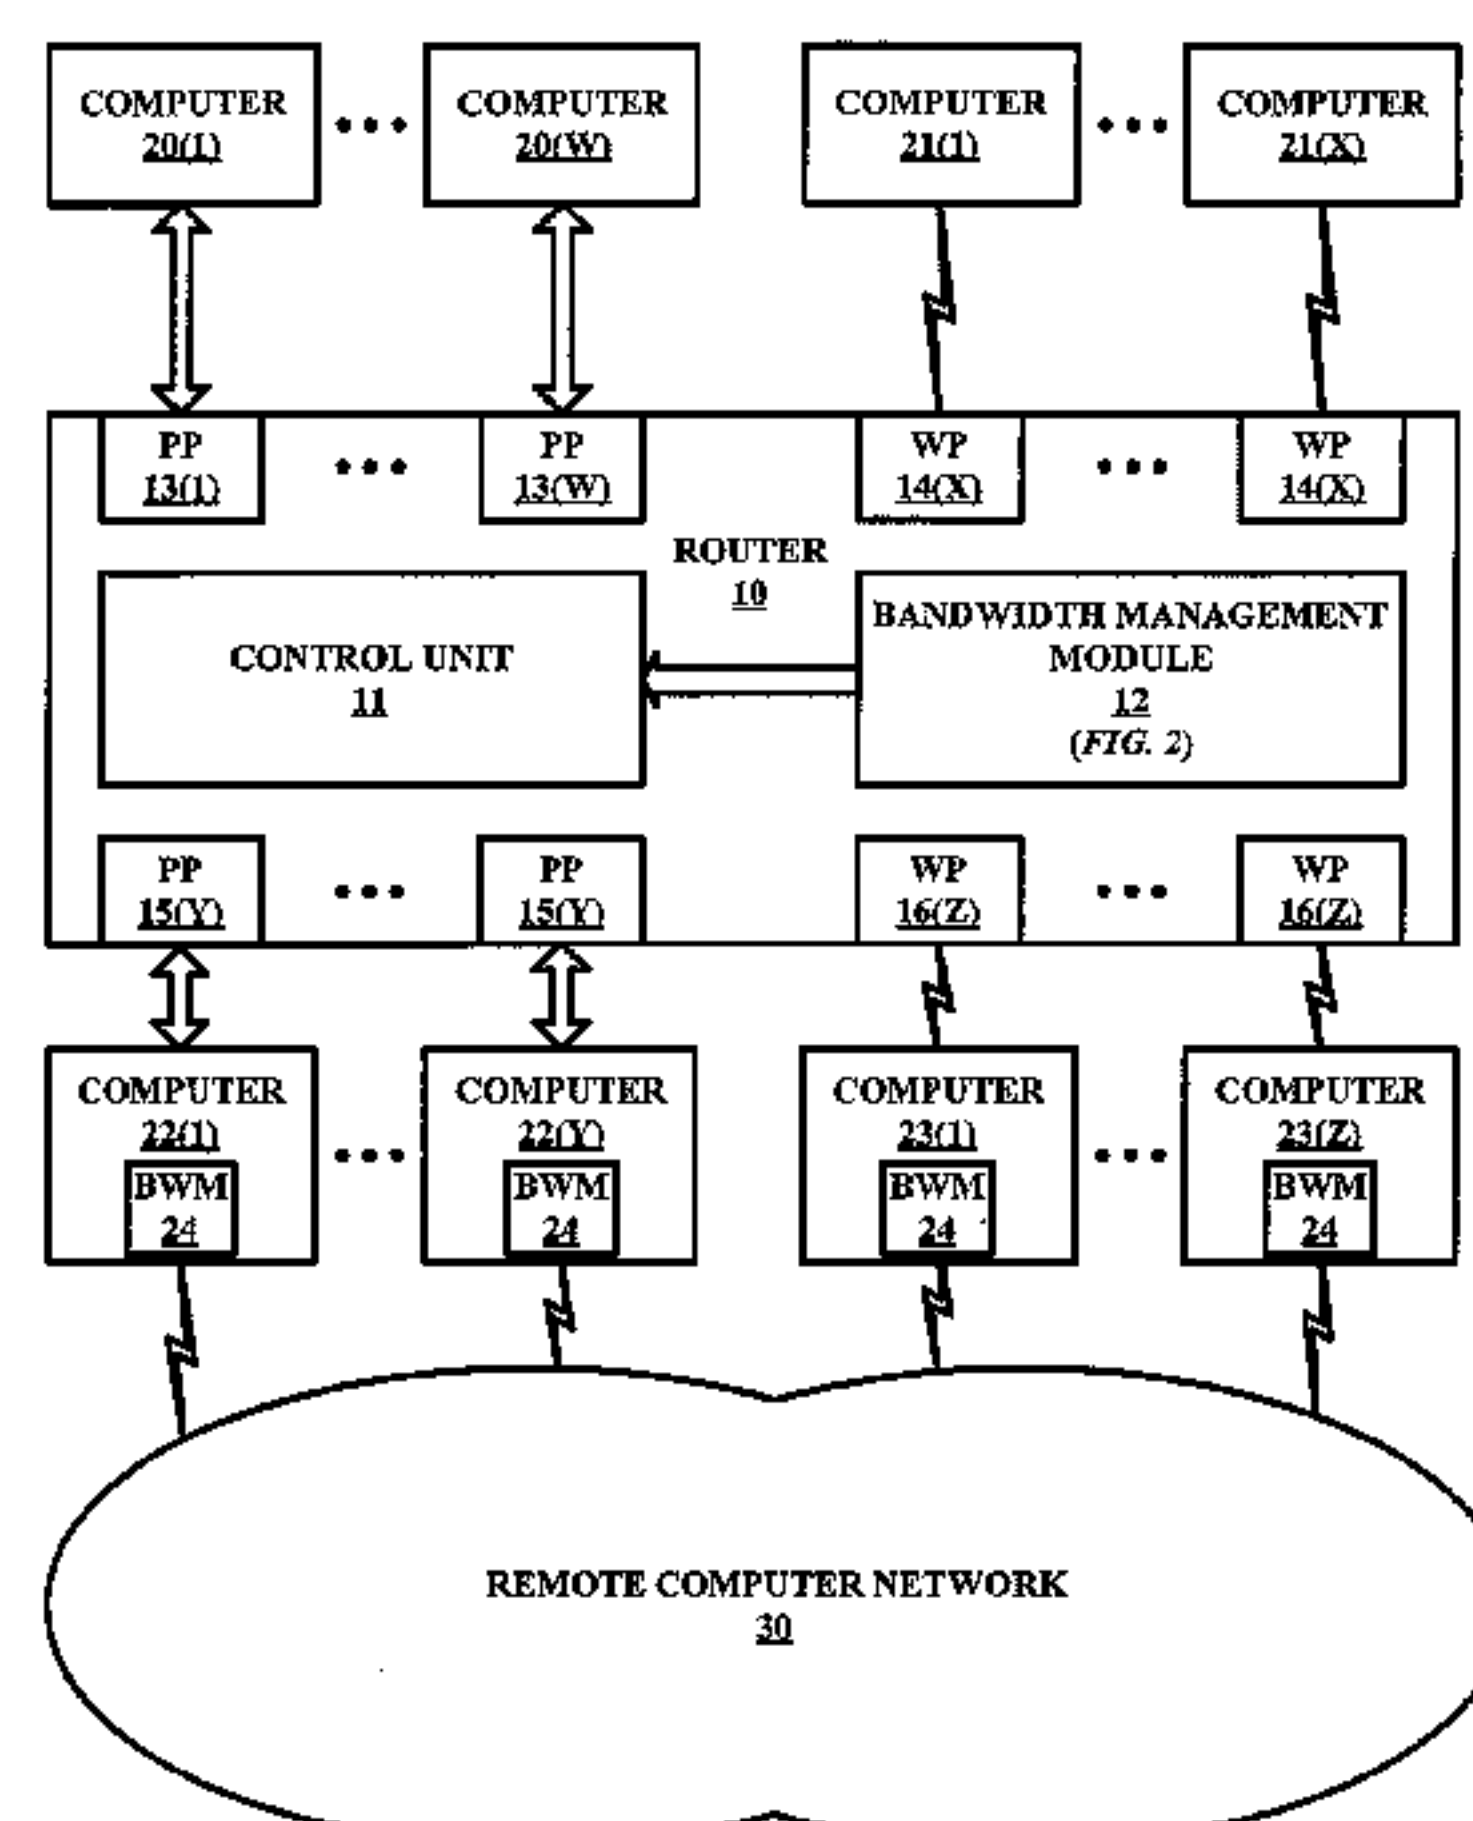 COMPUTER
20(1)
COMPUTER
20(W)
COMPUTER
21(1)
COMPUTER
21(X)
PP
13(1)
PP
13(W)
WP
14(X)
WP
14(X)
ROUTER
10
CONTROL UNIT
11
BANDWIDTH MANAGEMENT
MODULE
12
(FIG. 2)
PP
15(Y)
PP
15(Y)
WP
16(Z)
WP
16(Z)
COMPUTER
22(1)
BWM
24
COMPUTER
22(Y)
BWM
24
COMPUTER
23(1)
BWM
24
COMPUTER
23(Z)
BWM
24
REMOTE COMPUTER NETWORK
30